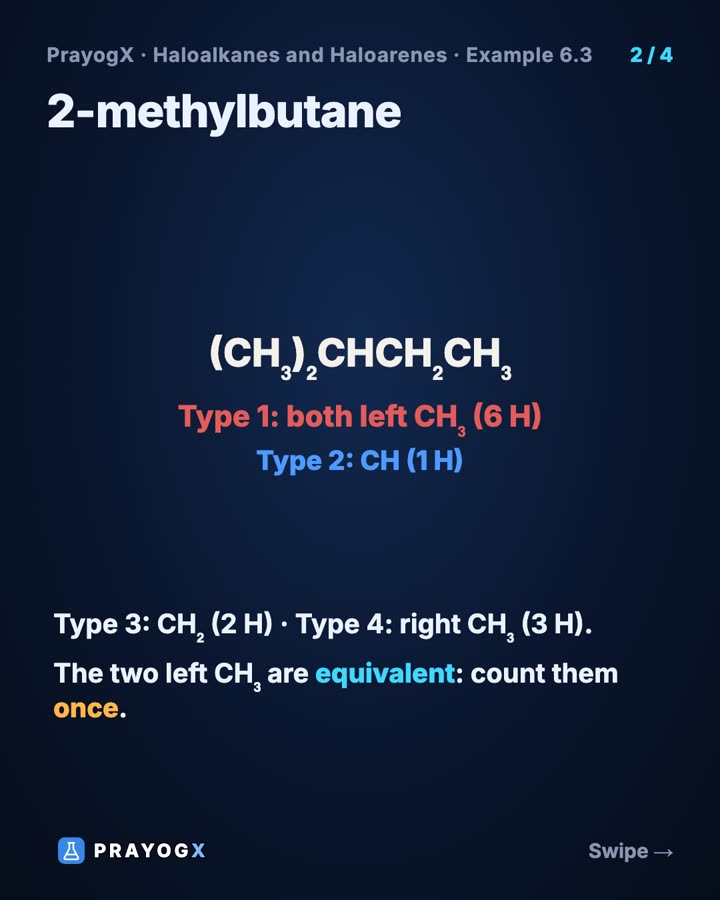 PrayogX · Haloalkanes and Haloarenes · Example 6.3 2 / 4
2-methylbutane
(CH₃)₂CHCH₂CH₃
Type 1: both left CH₃ (6 H)
Type 2: CH (1 H)
Type 3: CH₂ (2 H) · Type 4: right CH₃ (3 H).
The two left CH₃ are equivalent: count them
once.
PRAYOGX
Swipe →